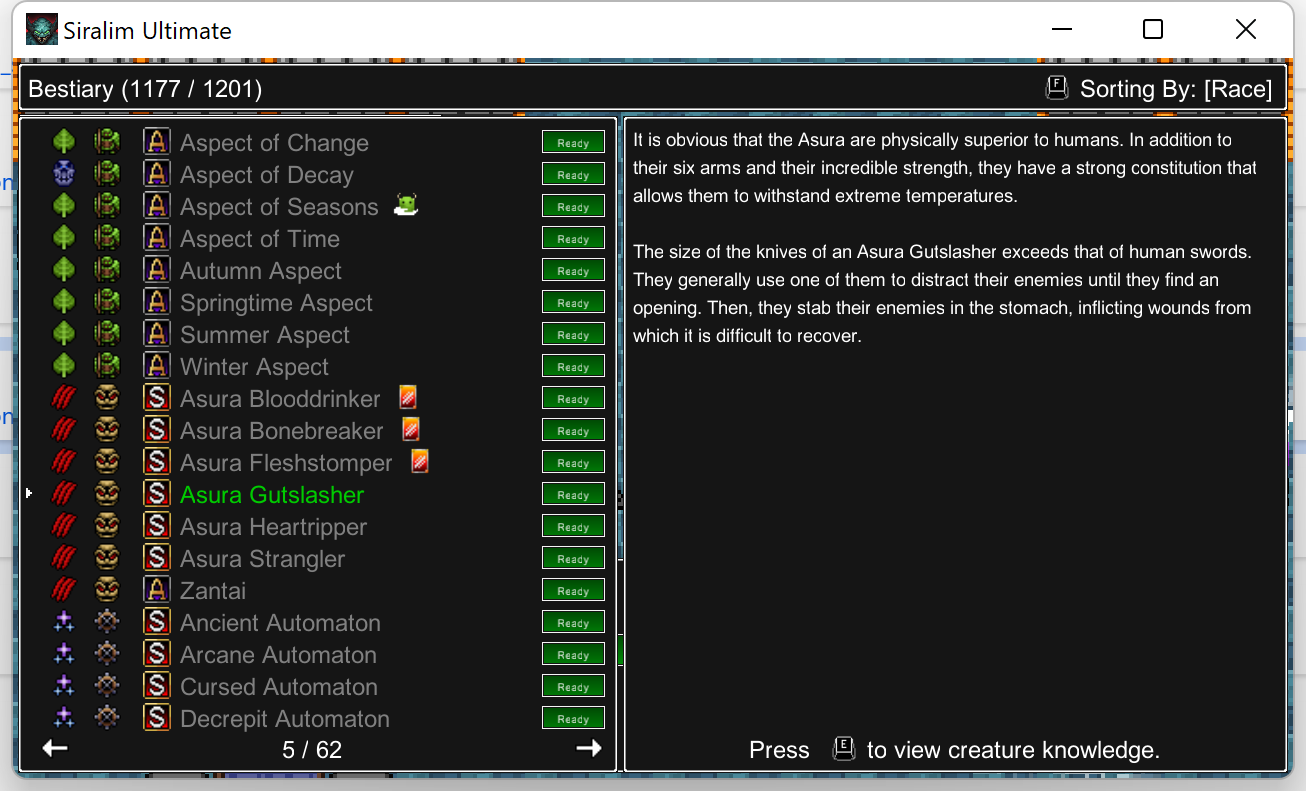 Siralim Ultimate
Bestiary (1177 / 1201)
F Sorting By: [Race]
A Aspect of Change Ready
A Aspect of Decay Ready
A Aspect of Seasons Ready
A Aspect of Time Ready
A Autumn Aspect Ready
A Springtime Aspect Ready
A Summer Aspect Ready
A Winter Aspect Ready
S Asura Blooddrinker Ready
S Asura Bonebreaker Ready
S Asura Fleshstomper Ready
S Asura Gutslasher Ready
S Asura Heartripper Ready
S Asura Strangler Ready
A Zantai Ready
S Ancient Automaton Ready
S Arcane Automaton Ready
S Cursed Automaton Ready
S Decrepit Automaton Ready
5 / 62
It is obvious that the Asura are physically superior to humans. In addition to
their six arms and their incredible strength, they have a strong constitution that
allows them to withstand extreme temperatures.
The size of the knives of an Asura Gutslasher exceeds that of human swords.
They generally use one of them to distract their enemies until they find an
opening. Then, they stab their enemies in the stomach, inflicting wounds from
which it is difficult to recover.
Press E to view creature knowledge.